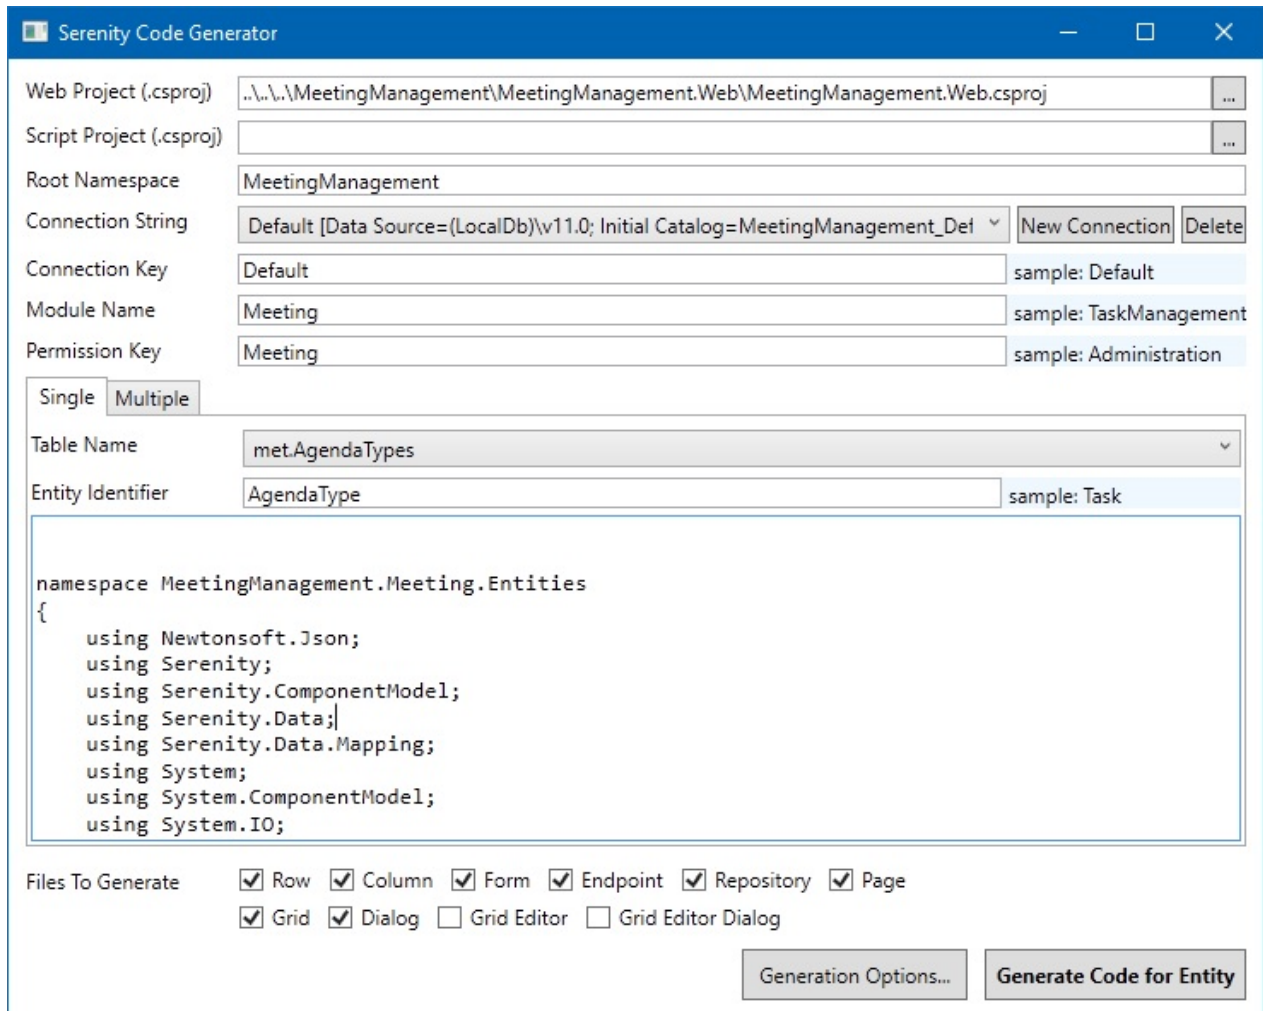 Serenity Code Generator
Web Project (.csproj) ..\..\..\MeetingManagement\MeetingManagement.Web\MeetingManagement.Web.csproj ...
Script Project (.csproj) ...
Root Namespace MeetingManagement
Connection String Default [Data Source=(LocalDb)\v11.0; Initial Catalog=MeetingManagement_Def New Connection Delete
Connection Key Default sample: Default
Module Name Meeting sample: TaskManagement
Permission Key Meeting sample: Administration
Single Multiple
Table Name met.AgendaTypes
Entity Identifier AgendaType sample: Task
namespace MeetingManagement.Meeting.Entities
{
    using Newtonsoft.Json;
    using Serenity;
    using Serenity.ComponentModel;
    using Serenity.Data;
    using Serenity.Data.Mapping;
    using System;
    using System.ComponentModel;
    using System.IO;
Files To Generate Row Column Form Endpoint Repository Page
Grid Dialog Grid Editor Grid Editor Dialog
Generation Options... Generate Code for Entity